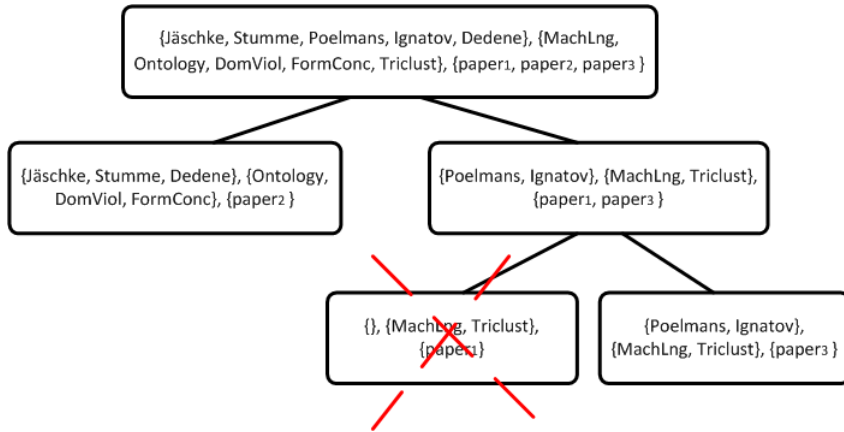 {Jäschke, Stumme, Poelmans, Ignatov, Dedene}, {MachLng,
Ontology, DomViol, FormConc, Triclust}, {paper1, paper2, paper3 }
{Jäschke, Stumme, Dedene}, {Ontology,
DomViol, FormConc}, {paper2 }
{Poelmans, Ignatov}, {MachLng, Triclust},
{paper1, paper3 }
{}, {MachLng, Triclust},
{paper1}
{Poelmans, Ignatov},
{MachLng, Triclust}, {paper3 }